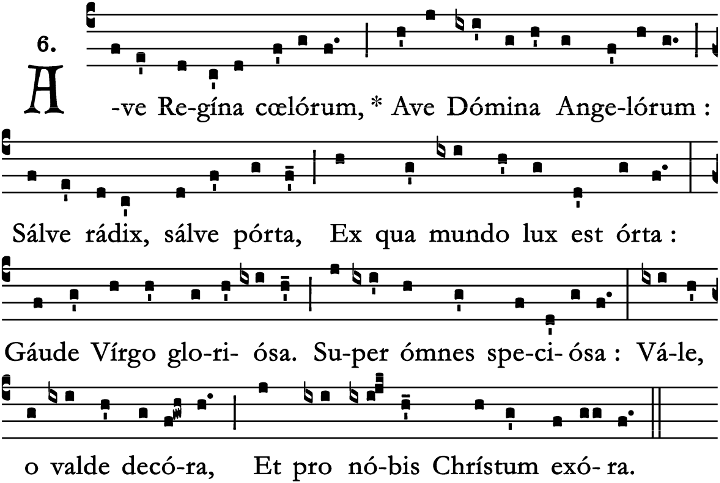 6.
A-ve Re-gína cœlórum, * Ave Dómina Ange-lórum :
Sálve rádix, sálve pórta, Ex qua mundo lux est órta :
Gáude Vírgo glo-ri-ósa. Su-per ómnes spe-ci-ósa : Vá-le,
o valde decó-ra, Et pro nó-bis Chrístum exó-ra.